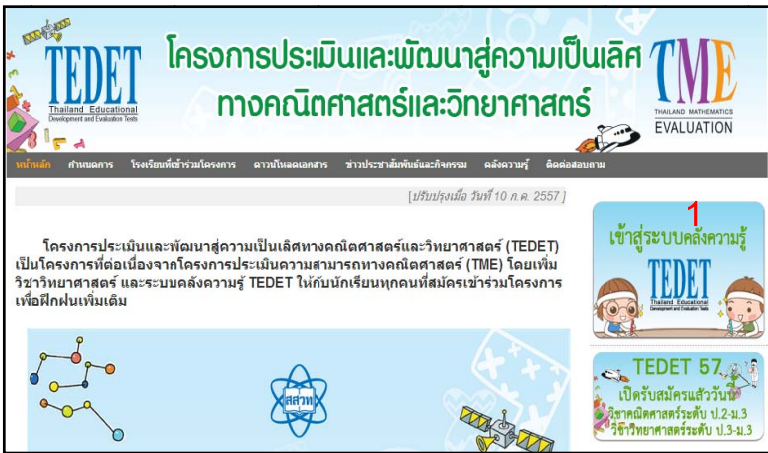 TEDET
Thailand Educational
Development and Evaluation Tests
โครงการประเมินและพัฒนาสู่ความเป็นเลิศ
ทางคณิตศาสตร์และวิทยาศาสตร์
TME
THAILAND MATHEMATICS
EVALUATION
หน้าหลัก กำหนดการ โรงเรียนที่เข้าร่วมโครงการ ดาวน์โหลดเอกสาร ข่าวประชาสัมพันธ์และกิจกรรม คลังความรู้ ติดต่อสอบถาม
[ปรับปรุงเมื่อ วันที่ 10 ก.ค. 2557 ]
โครงการประเมินและพัฒนาสู่ความเป็นเลิศทางคณิตศาสตร์และวิทยาศาสตร์ (TEDET)
เป็นโครงการที่ต่อเนื่องจากโครงการประเมินความสามารถทางคณิตศาสตร์ (TME) โดยเพิ่ม
วิชาวิทยาศาสตร์ และระบบคลังความรู้ TEDET ให้กับนักเรียนทุกคนที่สมัครเข้าร่วมโครงการ
เพื่อฝึกฝนเพิ่มเติม
สสวท
1
เข้าสู่ระบบคลังความรู้
TEDET
Thailand Educational
Development and Evaluation Tests
TEDET 57
เปิดรับสมัครแล้ววันนี้
วิชาคณิตศาสตร์ระดับ ป.2-ม.3
วิชาวิทยาศาสตร์ระดับ ป.3-ม.3